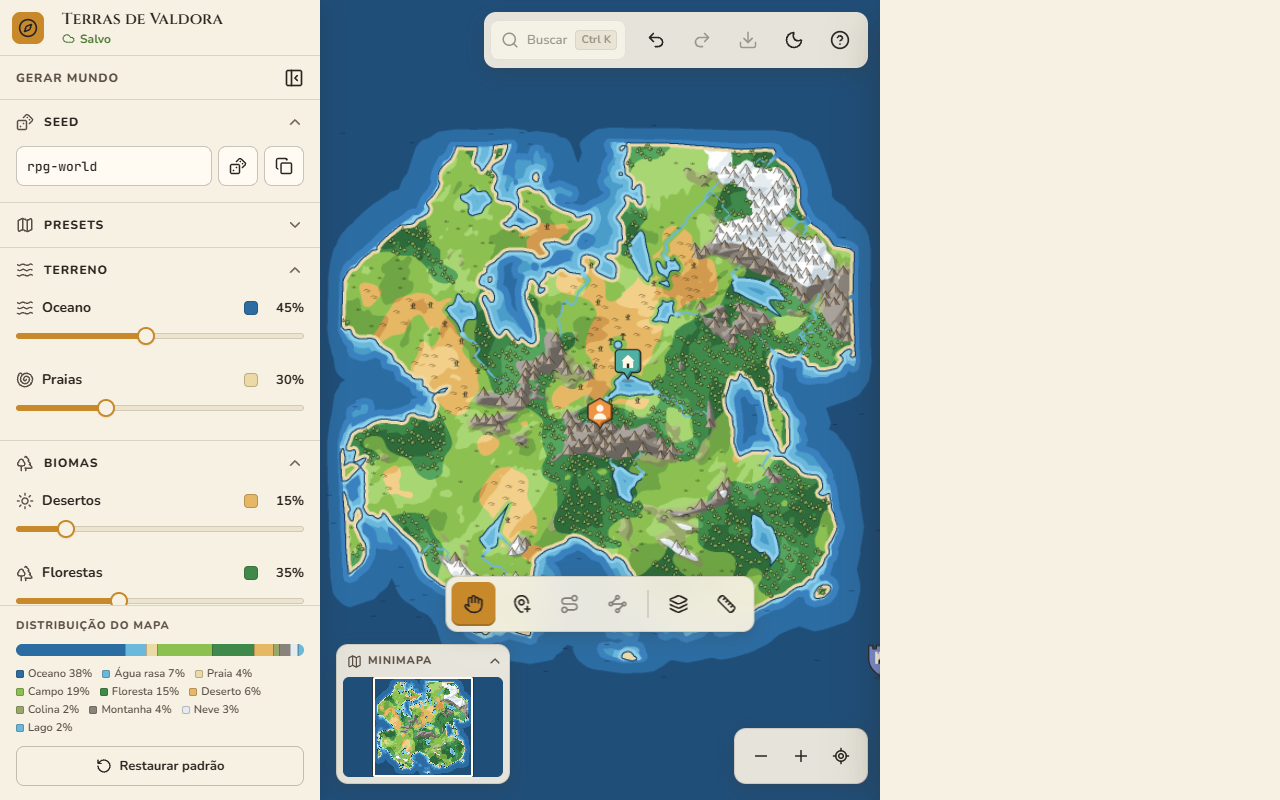 Terras de Valdora
Salvo
GERAR MUNDO
SEED
rpg-world
PRESETS
TERRENO
Oceano 45%
Praias 30%
BIOMAS
Desertos 15%
Florestas 35%
DISTRIBUIÇÃO DO MAPA
Oceano 38% Água rasa 7% Praia 4%
Campo 19% Floresta 15% Deserto 6%
Colina 2% Montanha 4% Neve 3%
Lago 2%
Restaurar padrão
Buscar Ctrl K
MINIMAPA